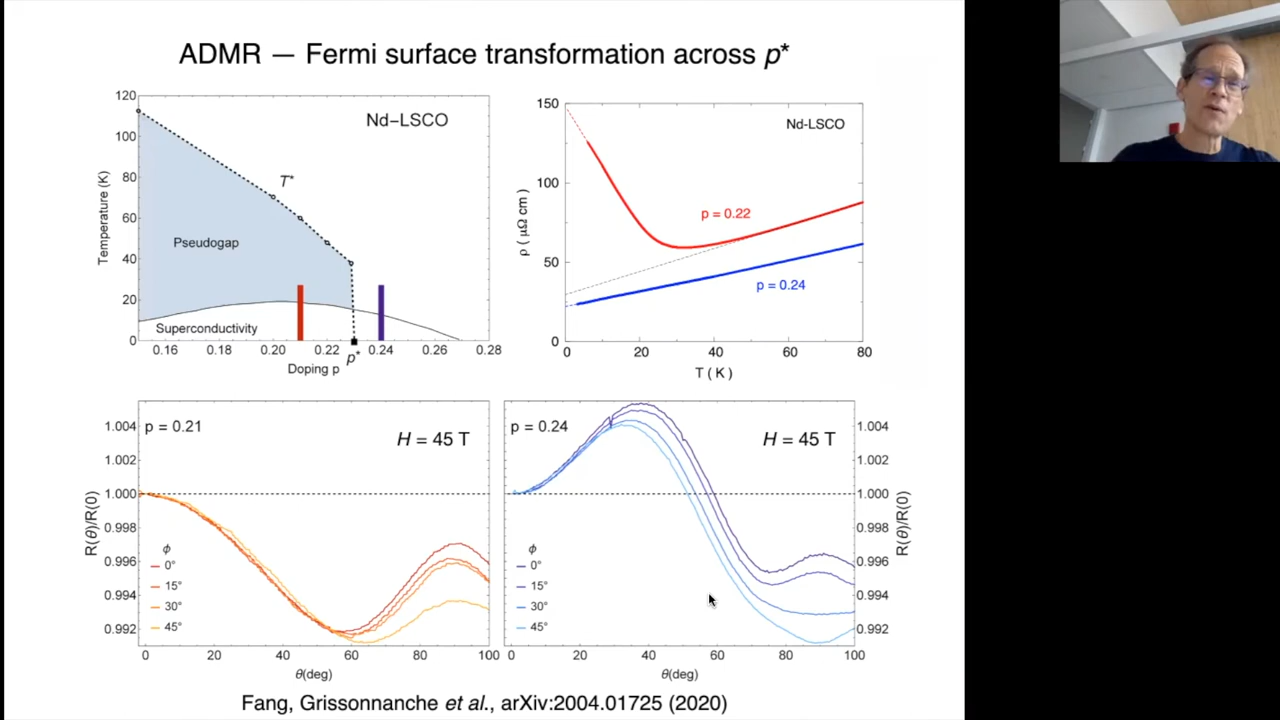 ADMR — Fermi surface transformation across p*
120
100
80
60
40
20
0
Temperature (K)
Nd–LSCO
T*
Pseudogap
Superconductivity
0.16 0.18 0.20 0.22 0.24 0.26 0.28
p*
Doping p
150
100
50
0
ρ ( μΩ cm )
Nd-LSCO
p = 0.22
p = 0.24
0 20 40 60 80
T ( K )
p = 0.21
H = 45 T
1.004
1.002
1.000
0.998
0.996
0.994
0.992
R(θ)/R(0)
ϕ
0°
15°
30°
45°
0 20 40 60 80 100
θ(deg)
p = 0.24
H = 45 T
1.004
1.002
1.000
0.998
0.996
0.994
0.992
R(θ)/R(0)
ϕ
0°
15°
30°
45°
0 20 40 60 80 100
θ(deg)
Fang, Grissonnanche et al., arXiv:2004.01725 (2020)